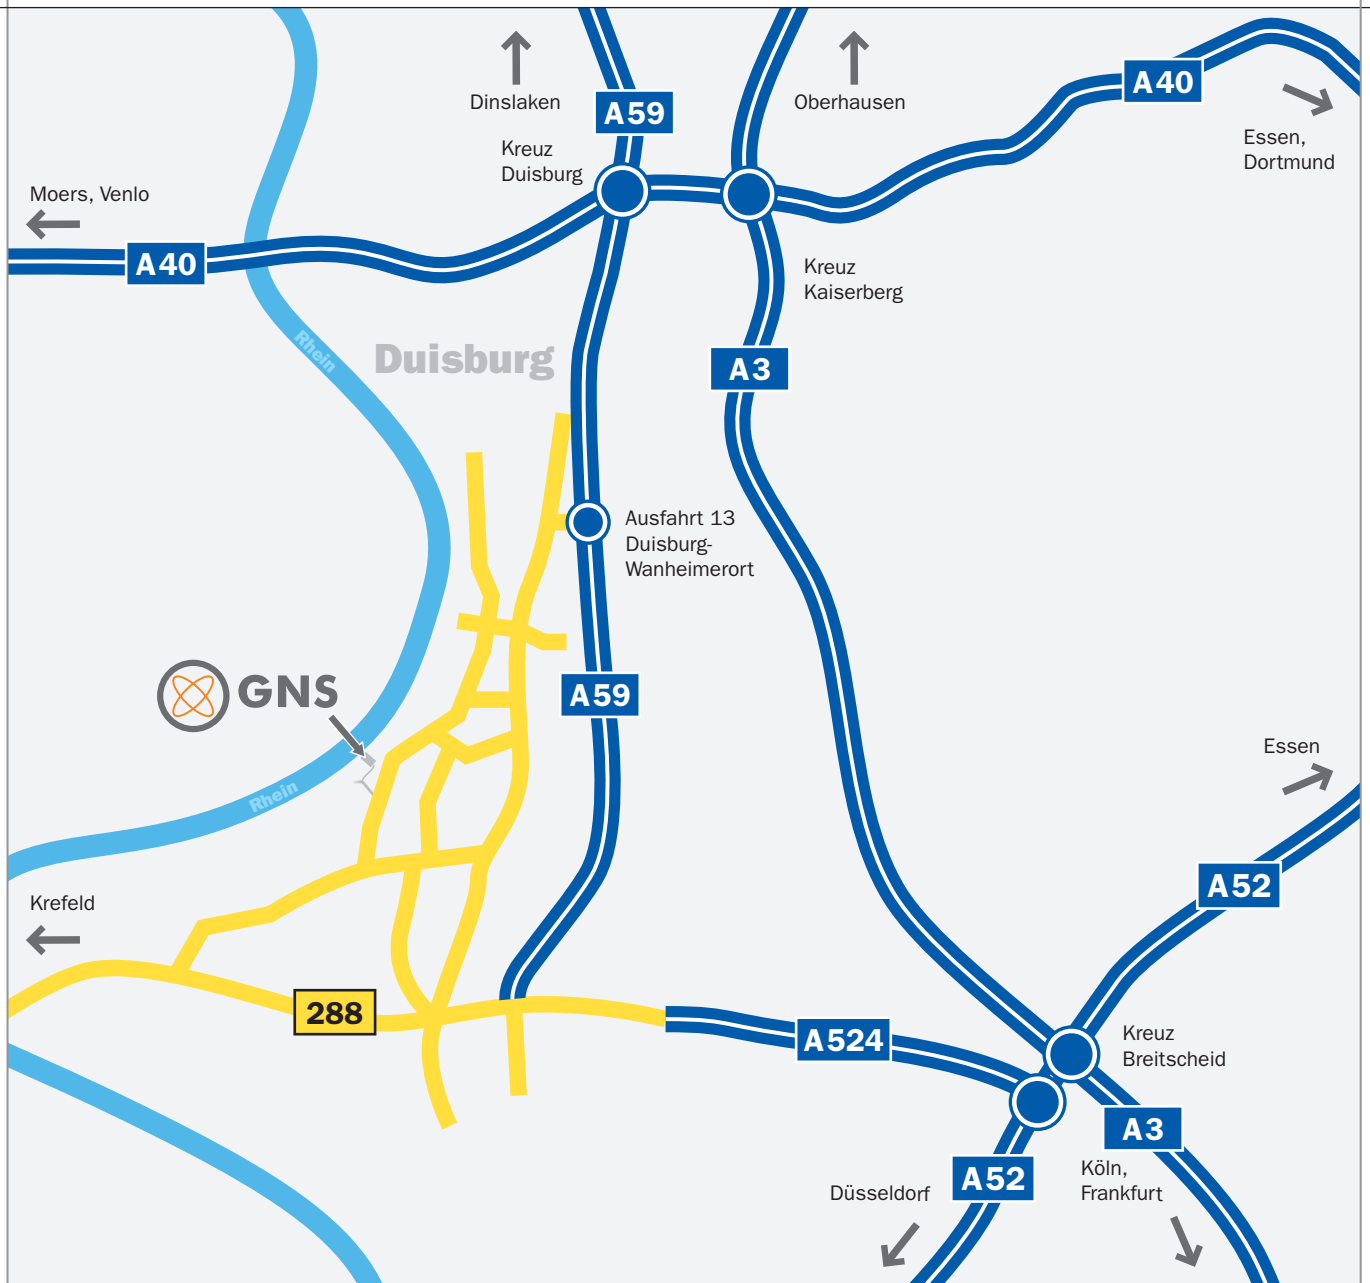 Dinslaken
Oberhausen
A59
A40
Kreuz
Duisburg
Essen,
Dortmund
Moers, Venlo
A40
Kreuz
Kaiserberg
Rhein
Duisburg
A3
Ausfahrt 13
Duisburg-
Wanheimerort
GNS
A59
Essen
Rhein
A52
Krefeld
288
A524
Kreuz
Breitscheid
A3
A52
Düsseldorf
Köln,
Frankfurt